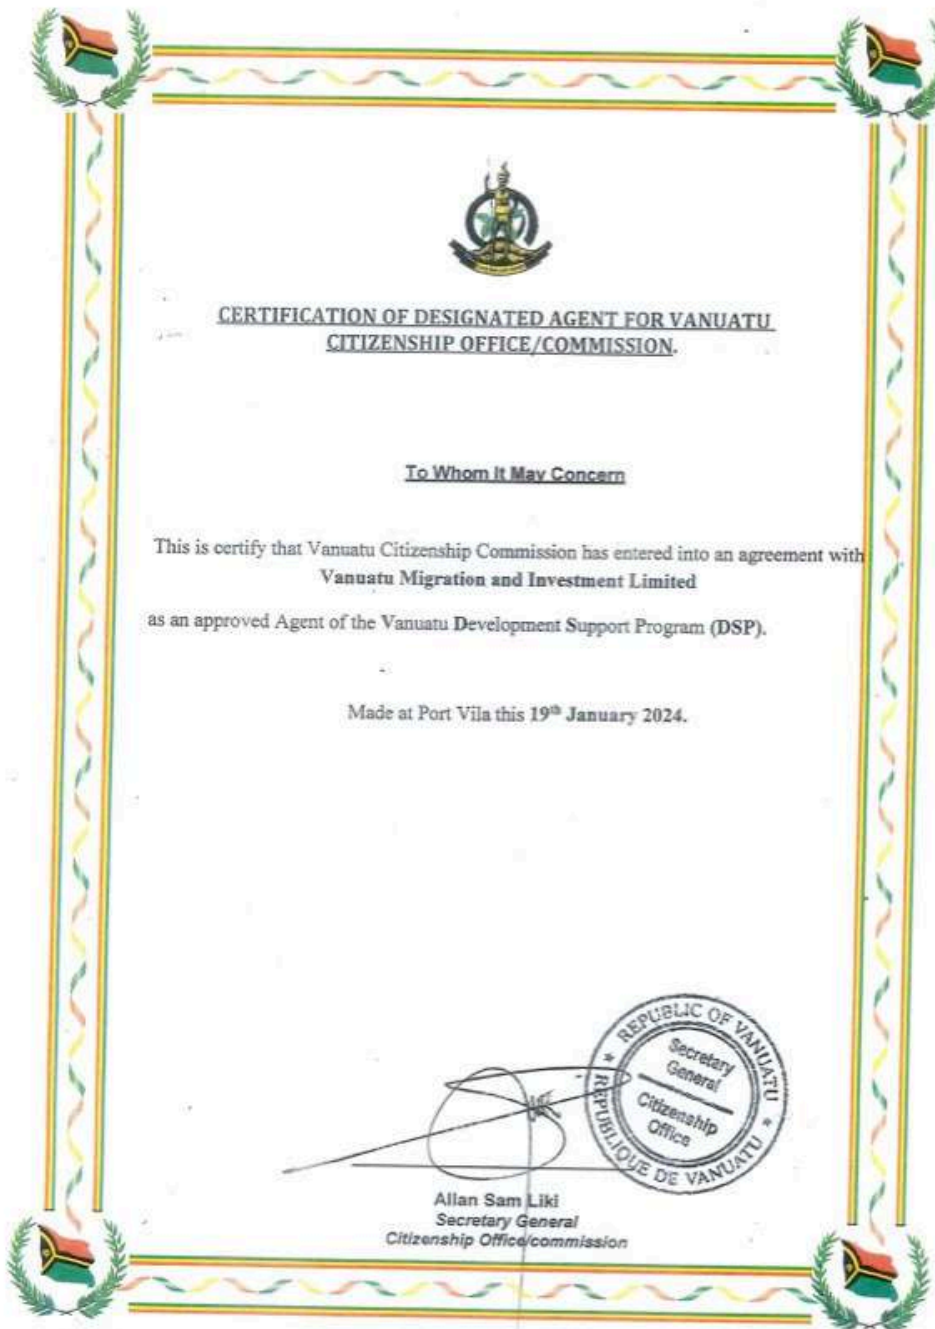 CERTIFICATION OF DESIGNATED AGENT FOR VANUATU
CITIZENSHIP OFFICE/COMMISSION.
To Whom It May Concern
This is certify that Vanuatu Citizenship Commission has entered into an agreement with
Vanuatu Migration and Investment Limited
as an approved Agent of the Vanuatu Development Support Program (DSP).
Made at Port Vila this 19th January 2024.
REPUBLIC OF VANUATU
Secretary
General
Citizenship
Office
REPUBLIQUE DE VANUATU
Allan Sam Liki
Secretary General
Citizenship Office/commission